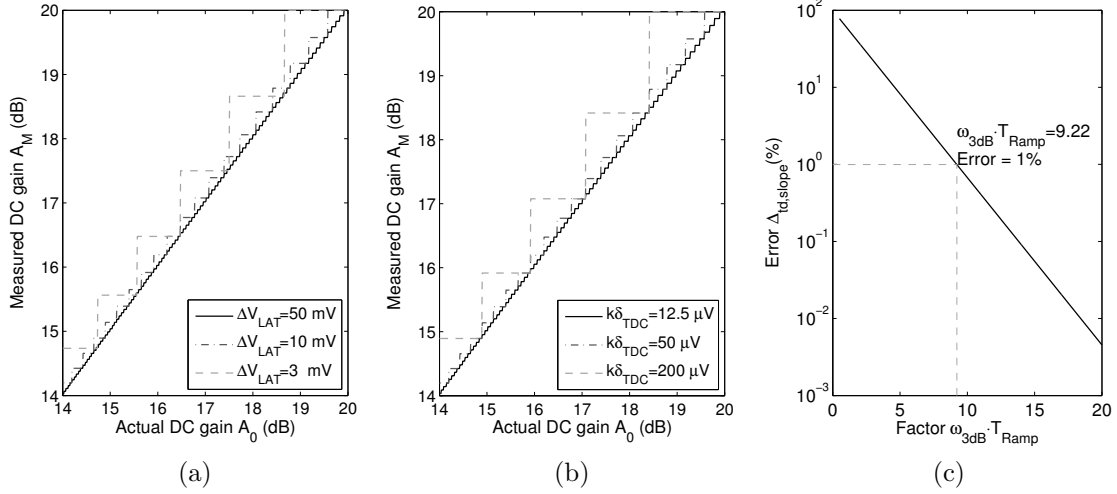 20
19
18
17
16
15
14
14 15 16 17 18 19 20
Measured DC gain A_M (dB)
Actual DC gain A_0 (dB)
ΔV_LAT=50 mV
ΔV_LAT=10 mV
ΔV_LAT=3 mV
(a)
20
19
18
17
16
15
14
14 15 16 17 18 19 20
Measured DC gain A_M (dB)
Actual DC gain A_0 (dB)
kδ_TDC=12.5 μV
kδ_TDC=50 μV
kδ_TDC=200 μV
(b)
10^2
10^1
10^0
10^−1
10^−2
10^−3
0 5 10 15 20
Error Δ_td,slope(%)
Factor ω_3dB·T_Ramp
ω_3dB·T_Ramp=9.22
Error = 1%
(c)